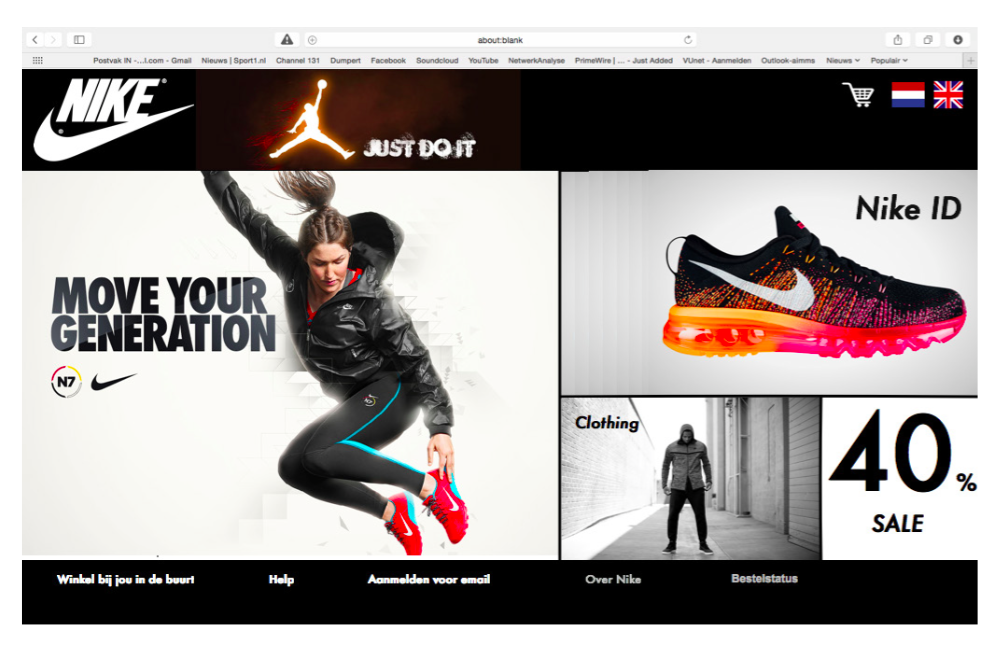 about:blank
Postvak IN -...l.com - Gmail Nieuws | Sport1.nl Channel 131 Dumpert Facebook Soundcloud YouTube NetwerkAnalyse PrimeWire | ... - Just Added VUnet - Aanmelden Outlook-aimms Nieuws Populair
NIKE
JUST DO IT
Nike ID
MOVE YOUR
GENERATION
N7
N7
Clothing
40%
SALE
Winkel bij jou in de buurt Help Aanmelden voor email Over Nike Bestelstatus